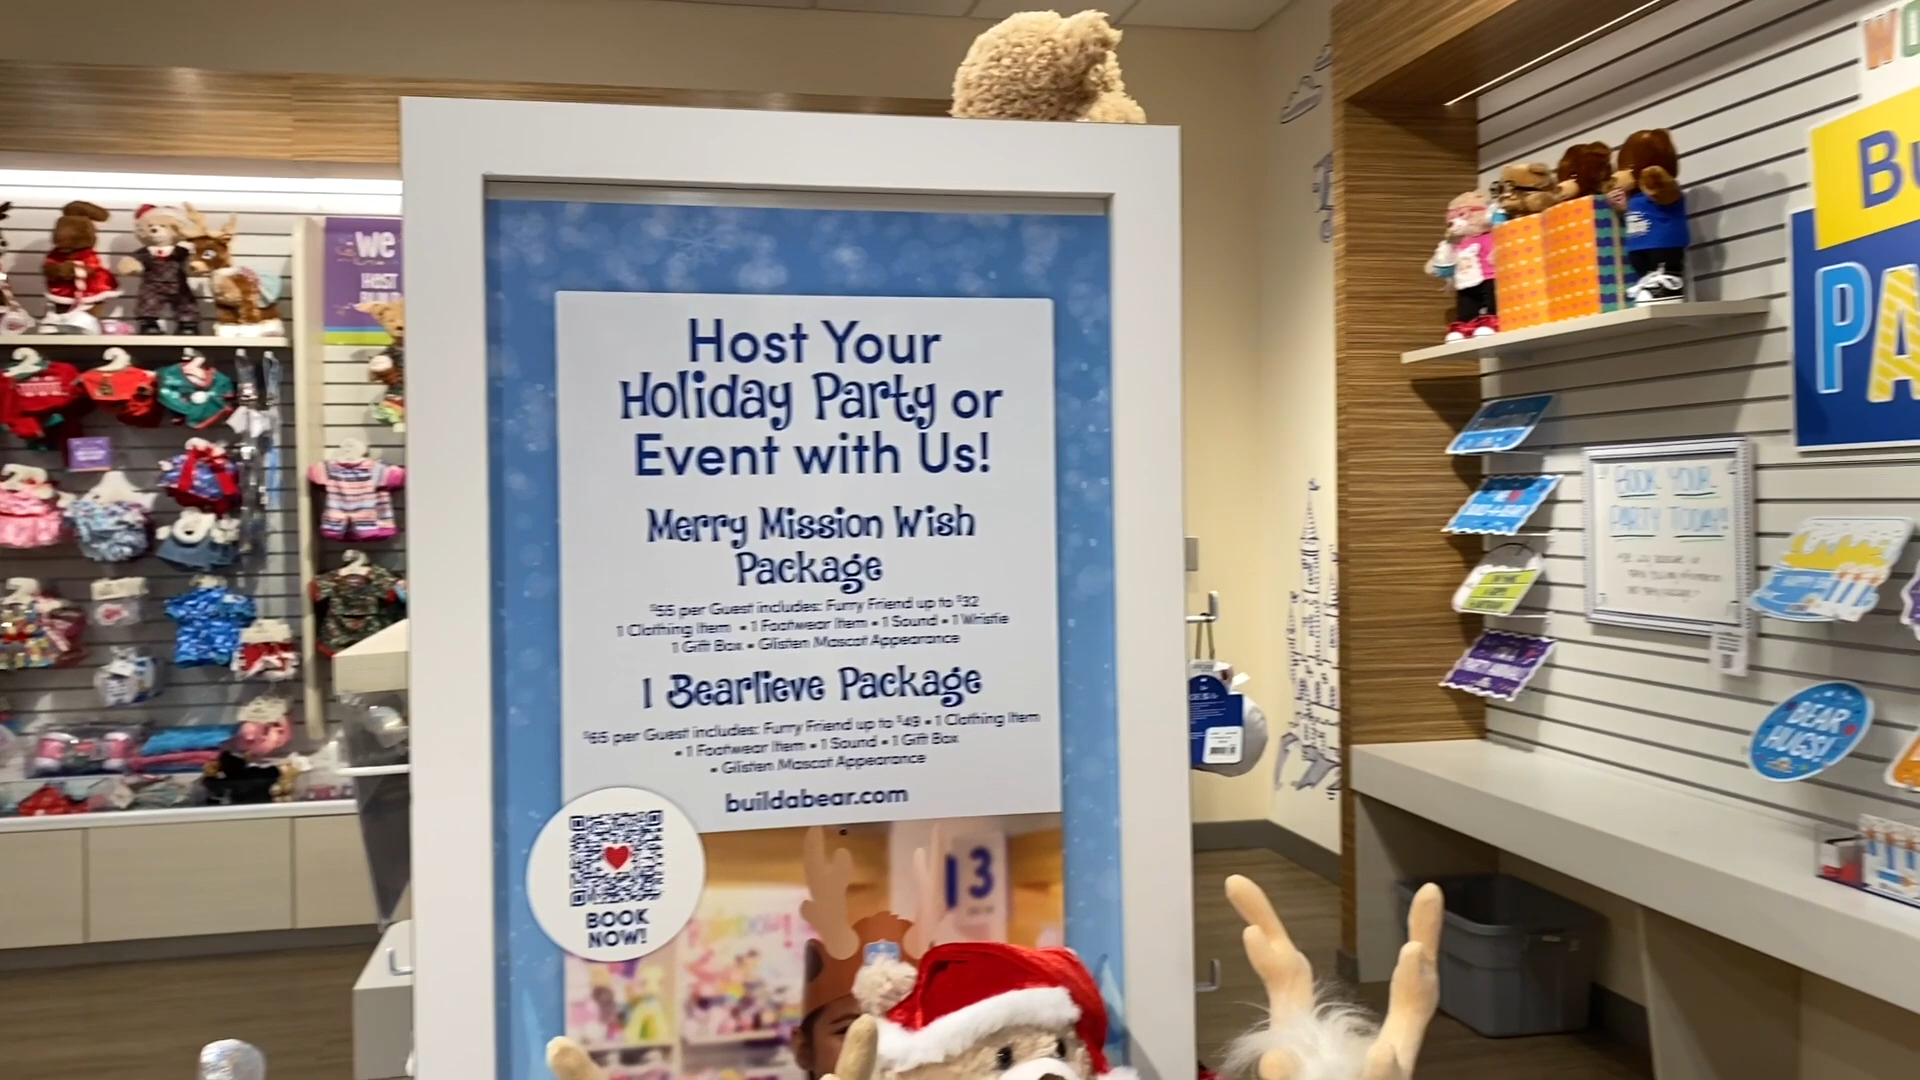 Host Your
Holiday Party or
Event with Us!
Merry Mission Wish
Package
$55 per Guest includes: Furry Friend up to $32
1 Clothing Item • 1 Footwear Item • 1 Sound • 1 Whistle
1 Gift Box • Glisten Mascot Appearance
I Bearlieve Package
$65 per Guest includes: Furry Friend up to $49 • 1 Clothing Item
• 1 Footwear Item • 1 Sound • 1 Gift Box
• Glisten Mascot Appearance
buildabear.com
BOOK
NOW!
13
We
HOST
BOOK YOUR
PARTY TODAY!
BEAR
HUGS!
Bu
PA